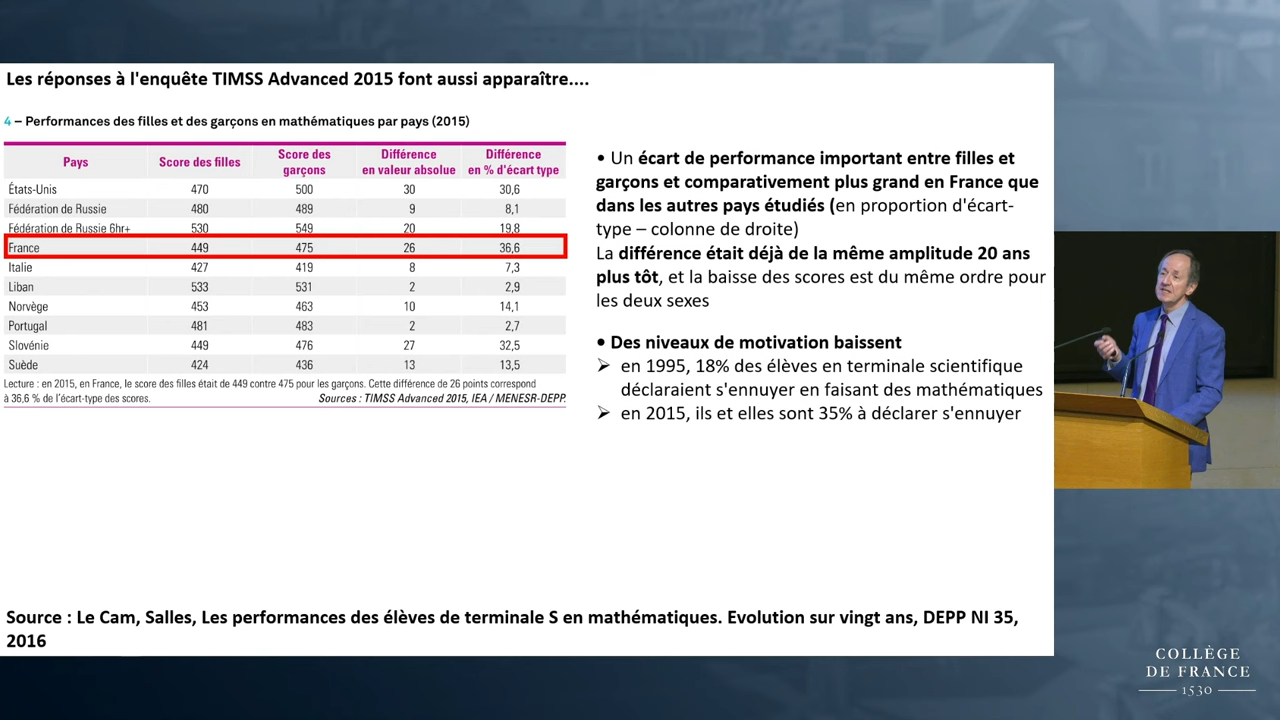 Les réponses à l'enquête TIMSS Advanced 2015 font aussi apparaître....
4 – Performances des filles et des garçons en mathématiques par pays (2015)
Pays Score des filles Score des garçons Différence en valeur absolue Différence en % d'écart type
États-Unis 470 500 30 30,6
Fédération de Russie 480 489 9 8,1
Fédération de Russie 6hr+ 530 549 20 19,8
France 449 475 26 36,6
Italie 427 419 8 7,3
Liban 533 531 2 2,9
Norvège 453 463 10 14,1
Portugal 481 483 2 2,7
Slovénie 449 476 27 32,5
Suède 424 436 13 13,5
Lecture : en 2015, en France, le score des filles était de 449 contre 475 pour les garçons. Cette différence de 26 points correspond
à 36,6 % de l'écart-type des scores. Sources : TIMSS Advanced 2015, IEA / MENESR-DEPP.
• Un écart de performance important entre filles et
garçons et comparativement plus grand en France que
dans les autres pays étudiés (en proportion d'écart-
type – colonne de droite)
La différence était déjà de la même amplitude 20 ans
plus tôt, et la baisse des scores est du même ordre pour
les deux sexes
• Des niveaux de motivation baissent
➢ en 1995, 18% des élèves en terminale scientifique
déclaraient s'ennuyer en faisant des mathématiques
➢ en 2015, ils et elles sont 35% à déclarer s'ennuyer
Source : Le Cam, Salles, Les performances des élèves de terminale S en mathématiques. Evolution sur vingt ans, DEPP NI 35,
2016
COLLÈGE
DE FRANCE
1530